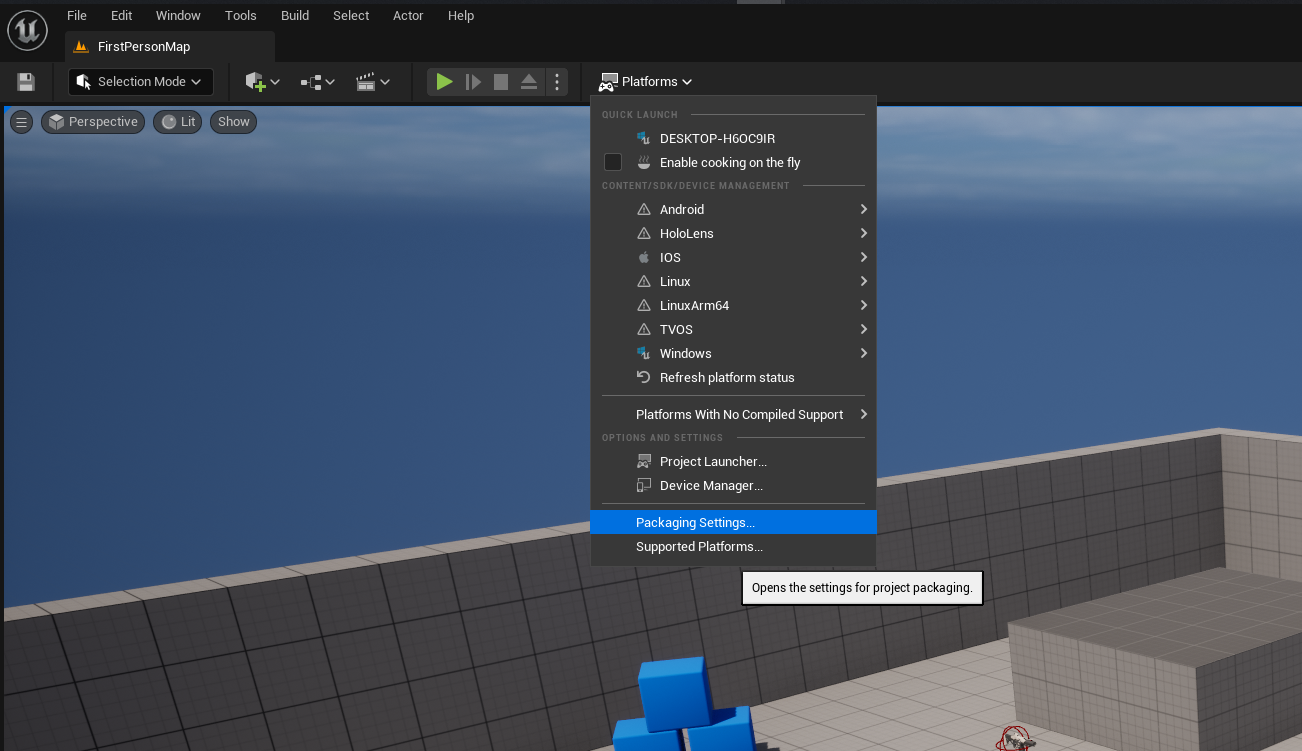 File Edit Window Tools Build Select Actor Help
FirstPersonMap
Selection Mode Platforms
Perspective Lit Show
QUICK LAUNCH
DESKTOP-H6OC9IR
Enable cooking on the fly
CONTENT/SDK/DEVICE MANAGEMENT
Android
HoloLens
IOS
Linux
LinuxArm64
TVOS
Windows
Refresh platform status
Platforms With No Compiled Support
OPTIONS AND SETTINGS
Project Launcher...
Device Manager...
Packaging Settings...
Supported Platforms...
Opens the settings for project packaging.